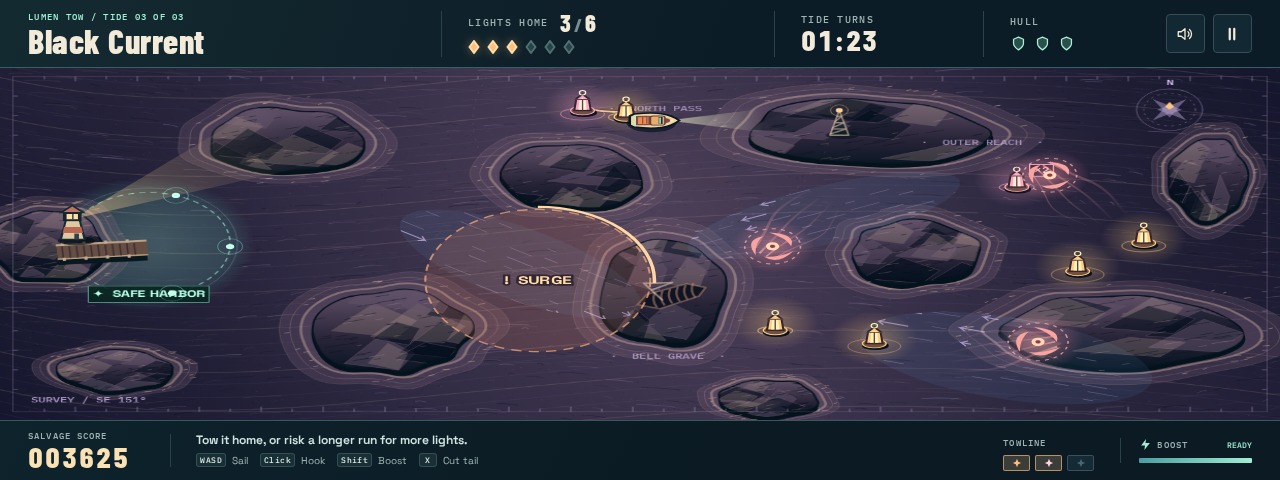 LUMEN TOW / TIDE 03 OF 03
Black Current
LIGHTS HOME 3/6
TIDE TURNS
01:23
HULL
N
NORTH PASS
OUTER REACH
! SURGE
✦ SAFE HARBOR
BELL GRAVE
SURVEY / SE 151°
SALVAGE SCORE
003625
Tow it home, or risk a longer run for more lights.
WASD Sail Click Hook Shift Boost X Cut tail
TOWLINE
BOOST READY